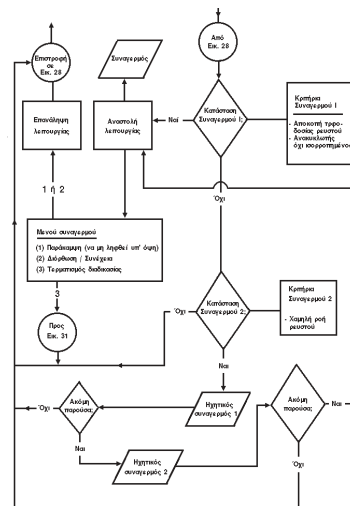 Επιστροφή
σε
Εικ. 28
Συναγερμός
Από
Εικ. 28
Επανάληψη
λειτουργίας
Αναστολή
λειτουργίας
Ναί
Κατάσταση
Συναγερμού 1;
Κριτήρια
Συναγερμού 1
- Αποκοπή τροφο-
δοσίας ρευστού
- Ανακυκλωτής
όχι ισορροπημένος
1 ή 2
Όχι
Μενού συναγερμού
(1) Παράκαμψη (να μη ληφθεί υπ' όψη)
(2) Διόρθωση / Συνέχεια
(3) Τερματισμός διαδικασίας
3
Προς
Εικ. 31
Όχι
Κατάσταση
Συναγερμού 2;
Κριτήρια
Συναγερμού 2
- Χαμηλή ροή
ρευστού
Ναι
Όχι
Ακόμη
παρούσα;
Ηχητικός
συναγερμός 1
Ακόμη
παρούσα;
Ναι
Ναι
Ηχητικός
συναγερμός 2
Όχι